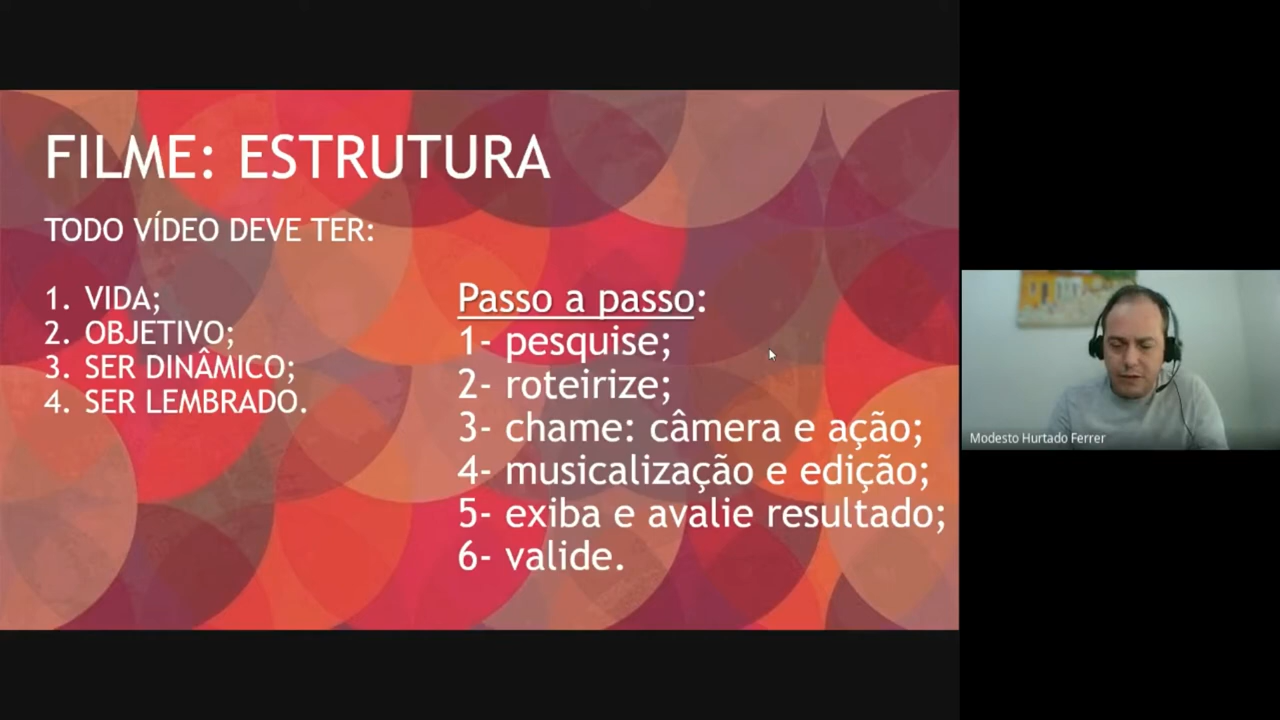 FILME: ESTRUTURA
TODO VÍDEO DEVE TER:
1. VIDA;
2. OBJETIVO;
3. SER DINÂMICO;
4. SER LEMBRADO.
Passo a passo:
1- pesquise;
2- roteirize;
3- chame: câmera e ação;
4- musicalização e edição;
5- exiba e avalie resultado;
6- valide.
Modesto Hurtado Ferrer